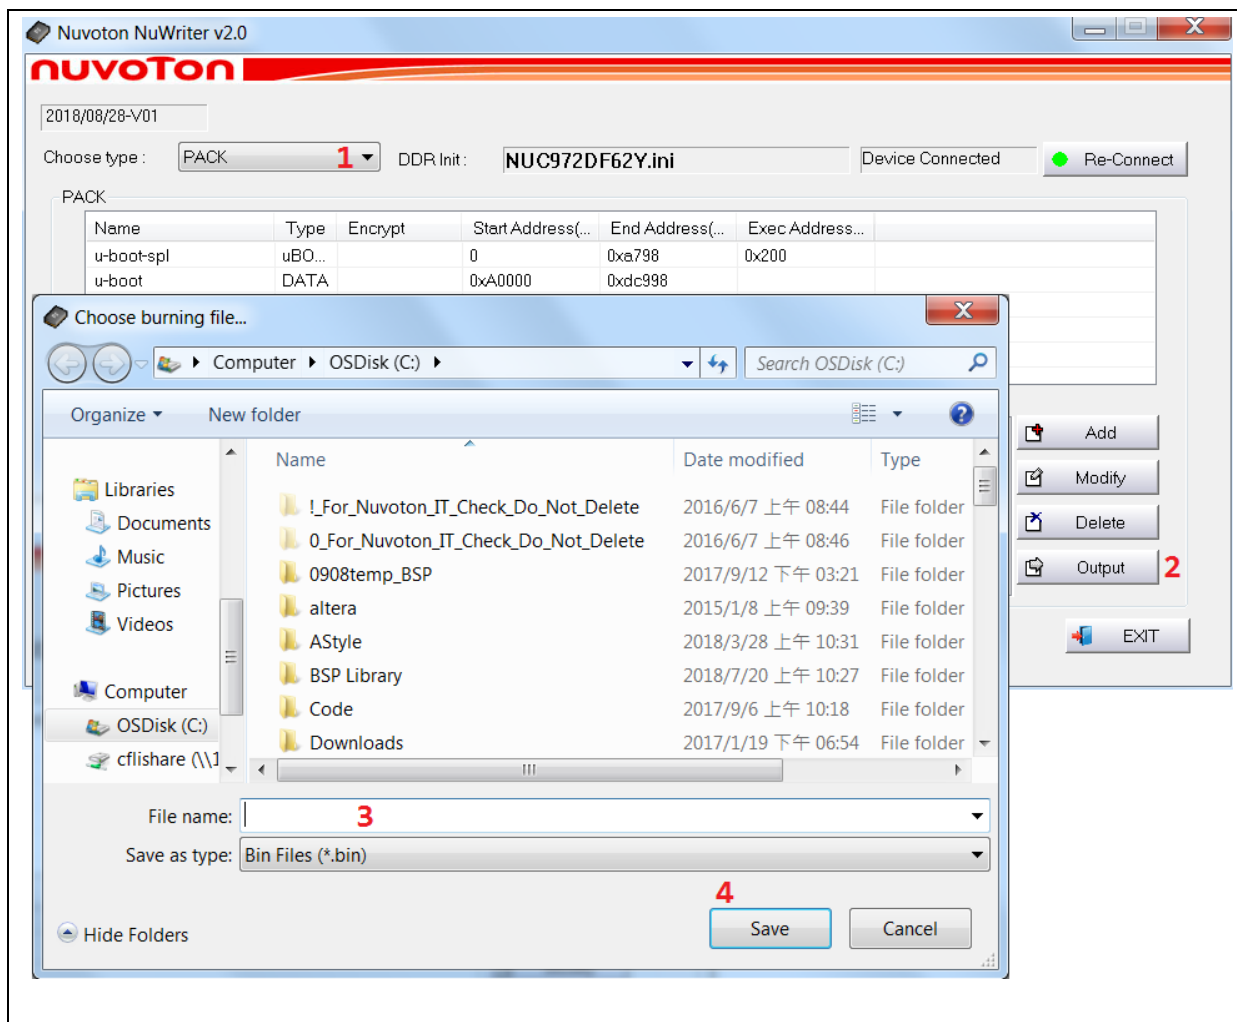 Nuvoton NuWriter v2.0
nuvoTon
2018/08/28-V01
Choose type : PACK 1 DDR Init : NUC972DF62Y.ini Device Connected Re-Connect
PACK
Name Type Encrypt Start Address(... End Address(... Exec Address...
u-boot-spl uBO... 0 0xa798 0x200
u-boot DATA 0xA0000 0xdc998
Choose burning file...
Computer OSDisk (C:) Search OSDisk (C:)
Organize New folder
Name Date modified Type
Libraries
Documents
Music
Pictures
Videos
Computer
OSDisk (C:)
cflishare (\\1
!_For_Nuvoton_IT_Check_Do_Not_Delete 2016/6/7 上午 08:44 File folder
0_For_Nuvoton_IT_Check_Do_Not_Delete 2016/6/7 上午 08:46 File folder
0908temp_BSP 2017/9/12 下午 03:21 File folder
altera 2015/1/8 上午 09:39 File folder
AStyle 2018/3/28 上午 10:31 File folder
BSP Library 2018/7/20 上午 10:27 File folder
Code 2017/9/6 上午 10:18 File folder
Downloads 2017/1/19 下午 06:54 File folder
Add
Modify
Delete
Output 2
EXIT
File name: 3
Save as type: Bin Files (*.bin)
4
Hide Folders Save Cancel